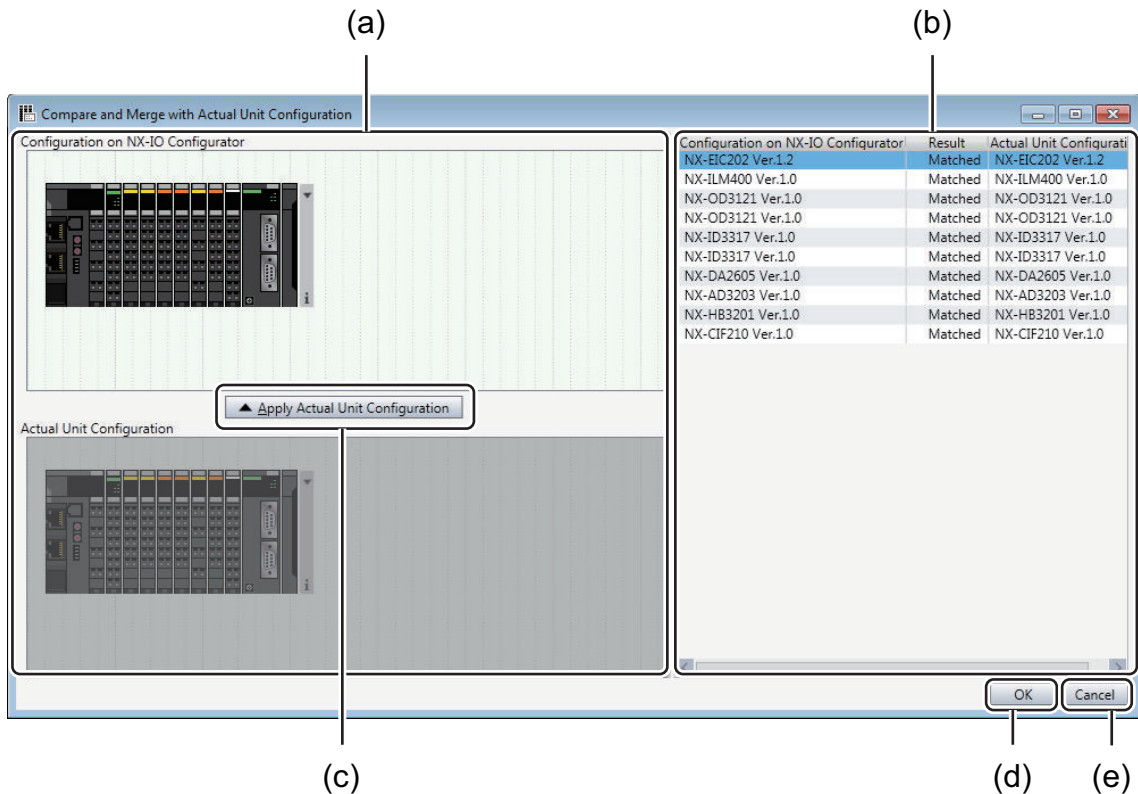 (a)
(b)
Compare and Merge with Actual Unit Configuration
Configuration on NX-IO Configurator
Apply Actual Unit Configuration
Actual Unit Configuration
Configuration on NX-IO Configurator Result Actual Unit Configurati
NX-EIC202 Ver.1.2 Matched NX-EIC202 Ver.1.2
NX-ILM400 Ver.1.0 Matched NX-ILM400 Ver.1.0
NX-OD3121 Ver.1.0 Matched NX-OD3121 Ver.1.0
NX-OD3121 Ver.1.0 Matched NX-OD3121 Ver.1.0
NX-ID3317 Ver.1.0 Matched NX-ID3317 Ver.1.0
NX-ID3317 Ver.1.0 Matched NX-ID3317 Ver.1.0
NX-DA2605 Ver.1.0 Matched NX-DA2605 Ver.1.0
NX-AD3203 Ver.1.0 Matched NX-AD3203 Ver.1.0
NX-HB3201 Ver.1.0 Matched NX-HB3201 Ver.1.0
NX-CIF210 Ver.1.0 Matched NX-CIF210 Ver.1.0
OK Cancel
(c)
(d)
(e)